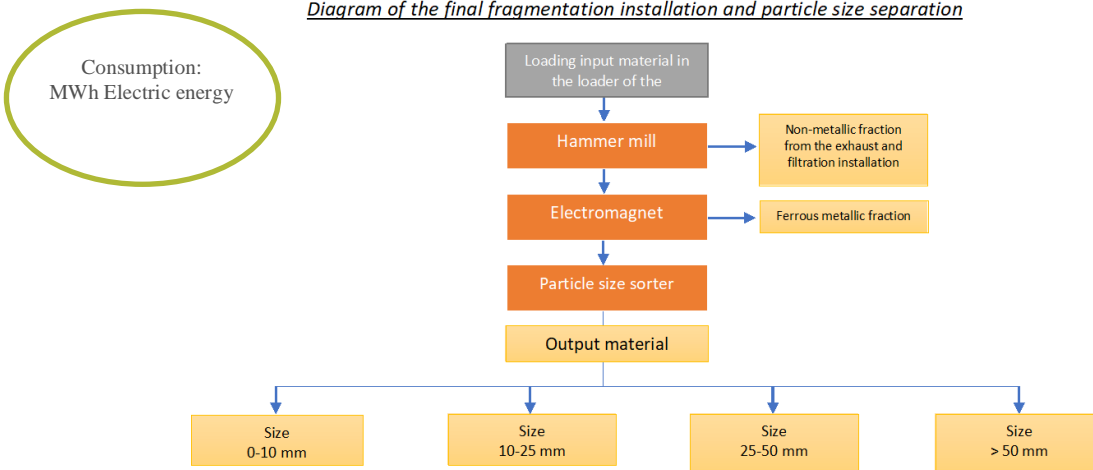 Diagram of the final fragmentation installation and particle size separation
Consumption:
MWh Electric energy
Loading input material in
the loader of the
Hammer mill
Non-metallic fraction
from the exhaust and
filtration installation
Electromagnet
Ferrous metallic fraction
Particle size sorter
Output material
Size
0-10 mm
Size
10-25 mm
Size
25-50 mm
Size
> 50 mm